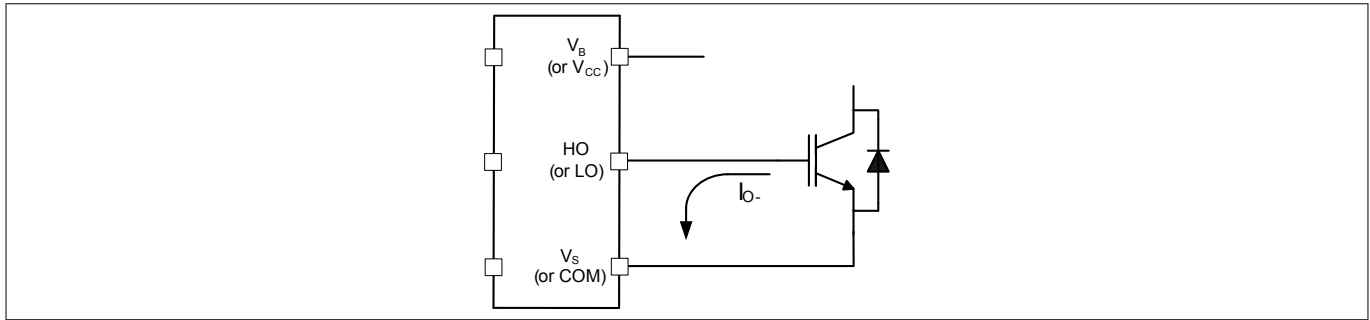 V_B
(or V_CC)
HO
(or LO)
I_O-
V_S
(or COM)